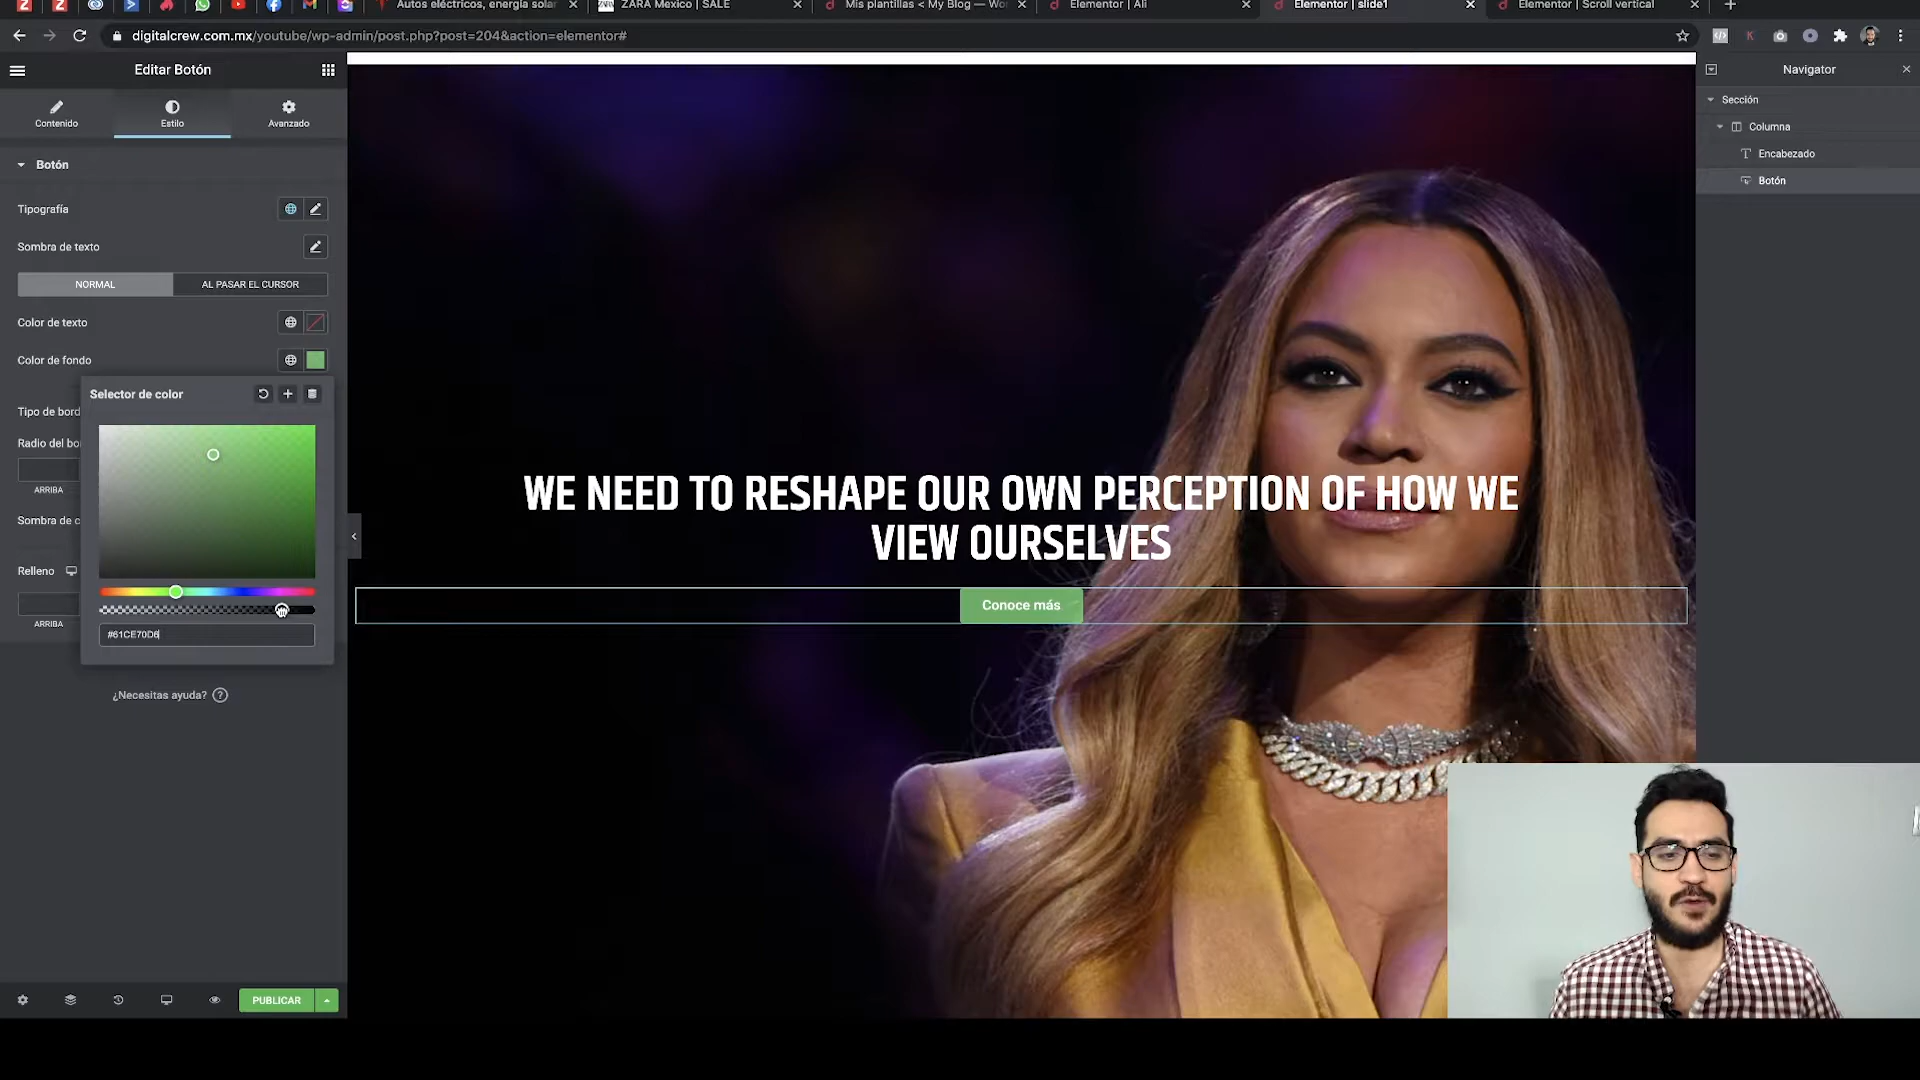 Autos eléctricos, energía solar
ZARA Mexico | SALE
Mis plantillas < My Blog — Wo
Elementor | Ali
Elementor | slide1
Elementor | Scroll vertical
digitalcrew.com.mx/youtube/wp-admin/post.php?post=204&action=elementor#
Editar Botón
Navigator
Contenido
Estilo
Avanzado
Sección
Columna
Encabezado
Botón
Botón
Tipografía
Sombra de texto
NORMAL
AL PASAR EL CURSOR
Color de texto
Color de fondo
Selector de color
Tipo de bord
Radio del bo
ARRIBA
Sombra de c
Relleno
ARRIBA
#61CE70D6
¿Necesitas ayuda?
WE NEED TO RESHAPE OUR OWN PERCEPTION OF HOW WE
VIEW OURSELVES
Conoce más
PUBLICAR